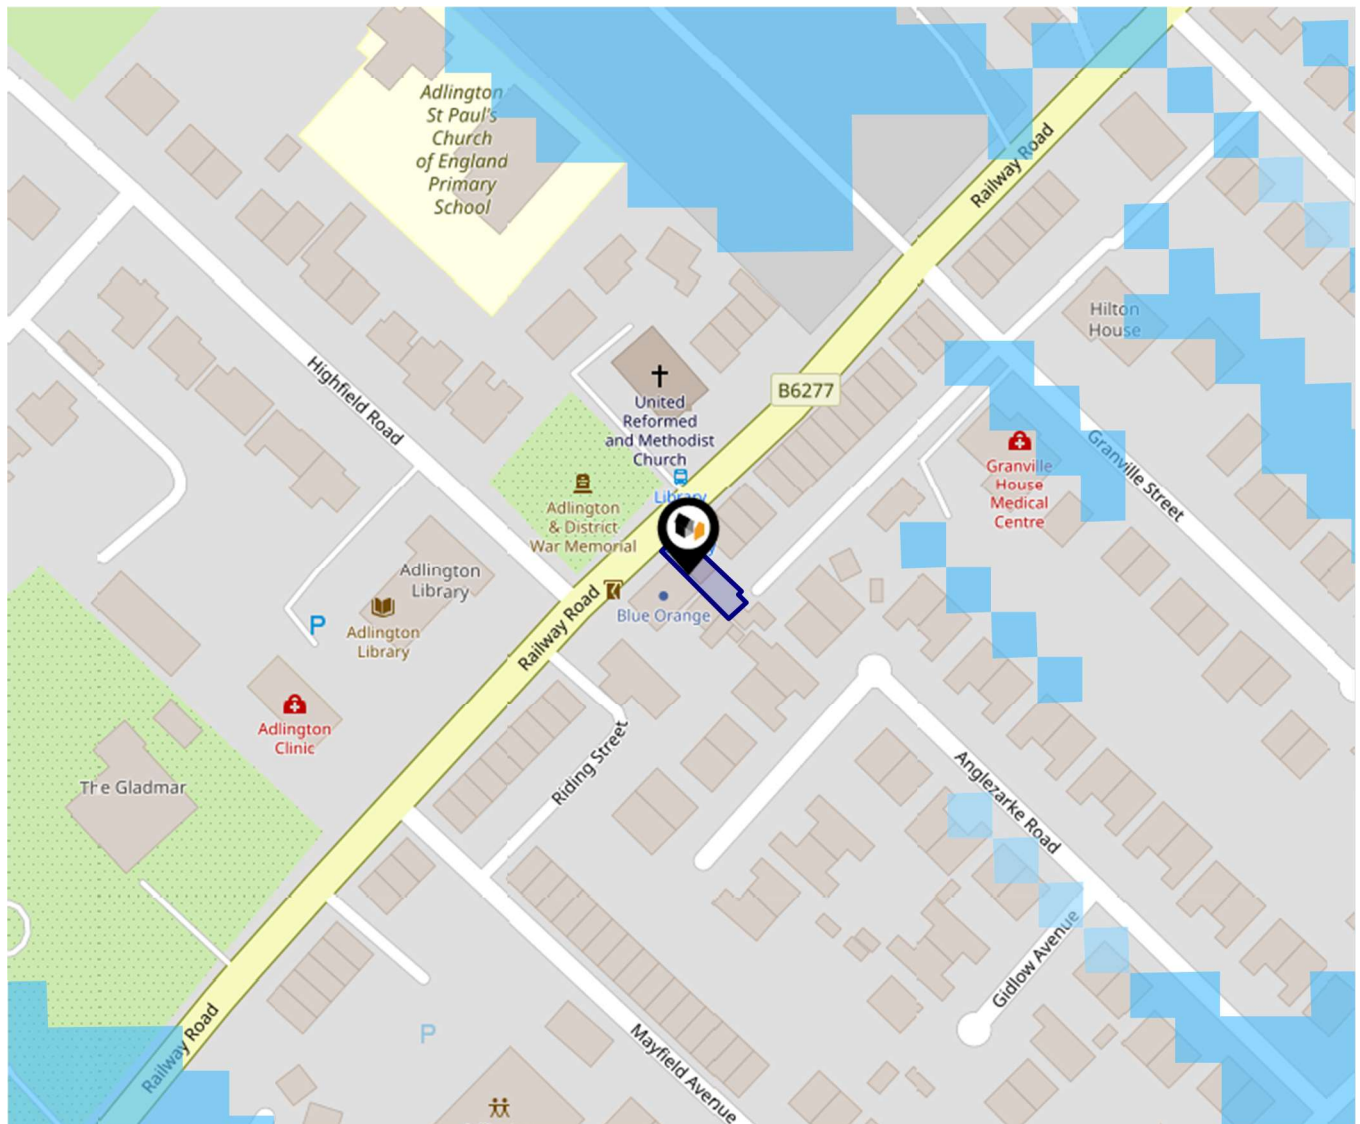 Adlington
St Paul's
Church
of England
Primary
School
Railway Road
Hilton
House
Highfield Road
B6277
United
Reformed
and Methodist
Church
Library
Granville Street
Granville
House
Medical
Centre
Adlington
& District
War Memorial
Adlington
Library
Adlington
Library
P
Blue Orange
Railway Road
Adlington
Clinic
The Gladmar
Riding Street
Anglezarke Road
Gidlow Avenue
Railway Road
P
Mayfield Avenue